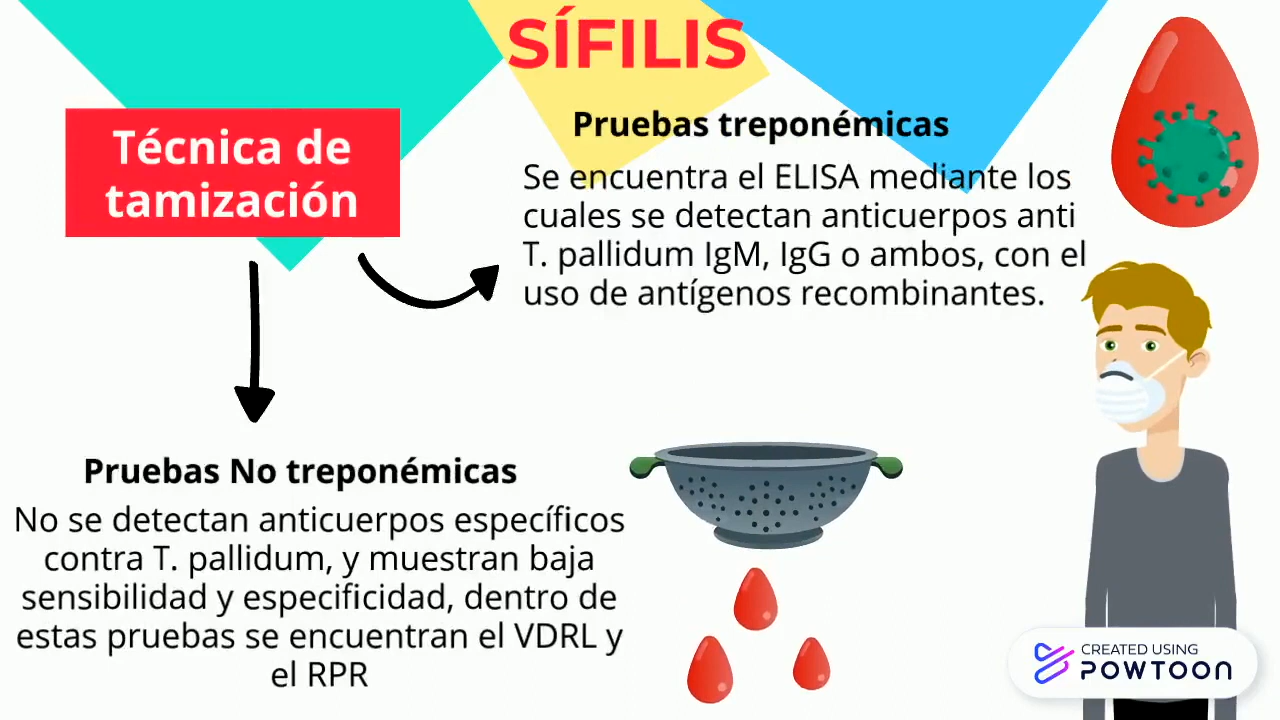 SÍFILIS
Técnica de
tamización
Pruebas treponémicas
Se encuentra el ELISA mediante los
cuales se detectan anticuerpos anti
T. pallidum IgM, IgG o ambos, con el
uso de antígenos recombinantes.
Pruebas No treponémicas
No se detectan anticuerpos específicos
contra T. pallidum, y muestran baja
sensibilidad y especificidad, dentro de
estas pruebas se encuentran el VDRL y
el RPR
CREATED USING
POWTOON